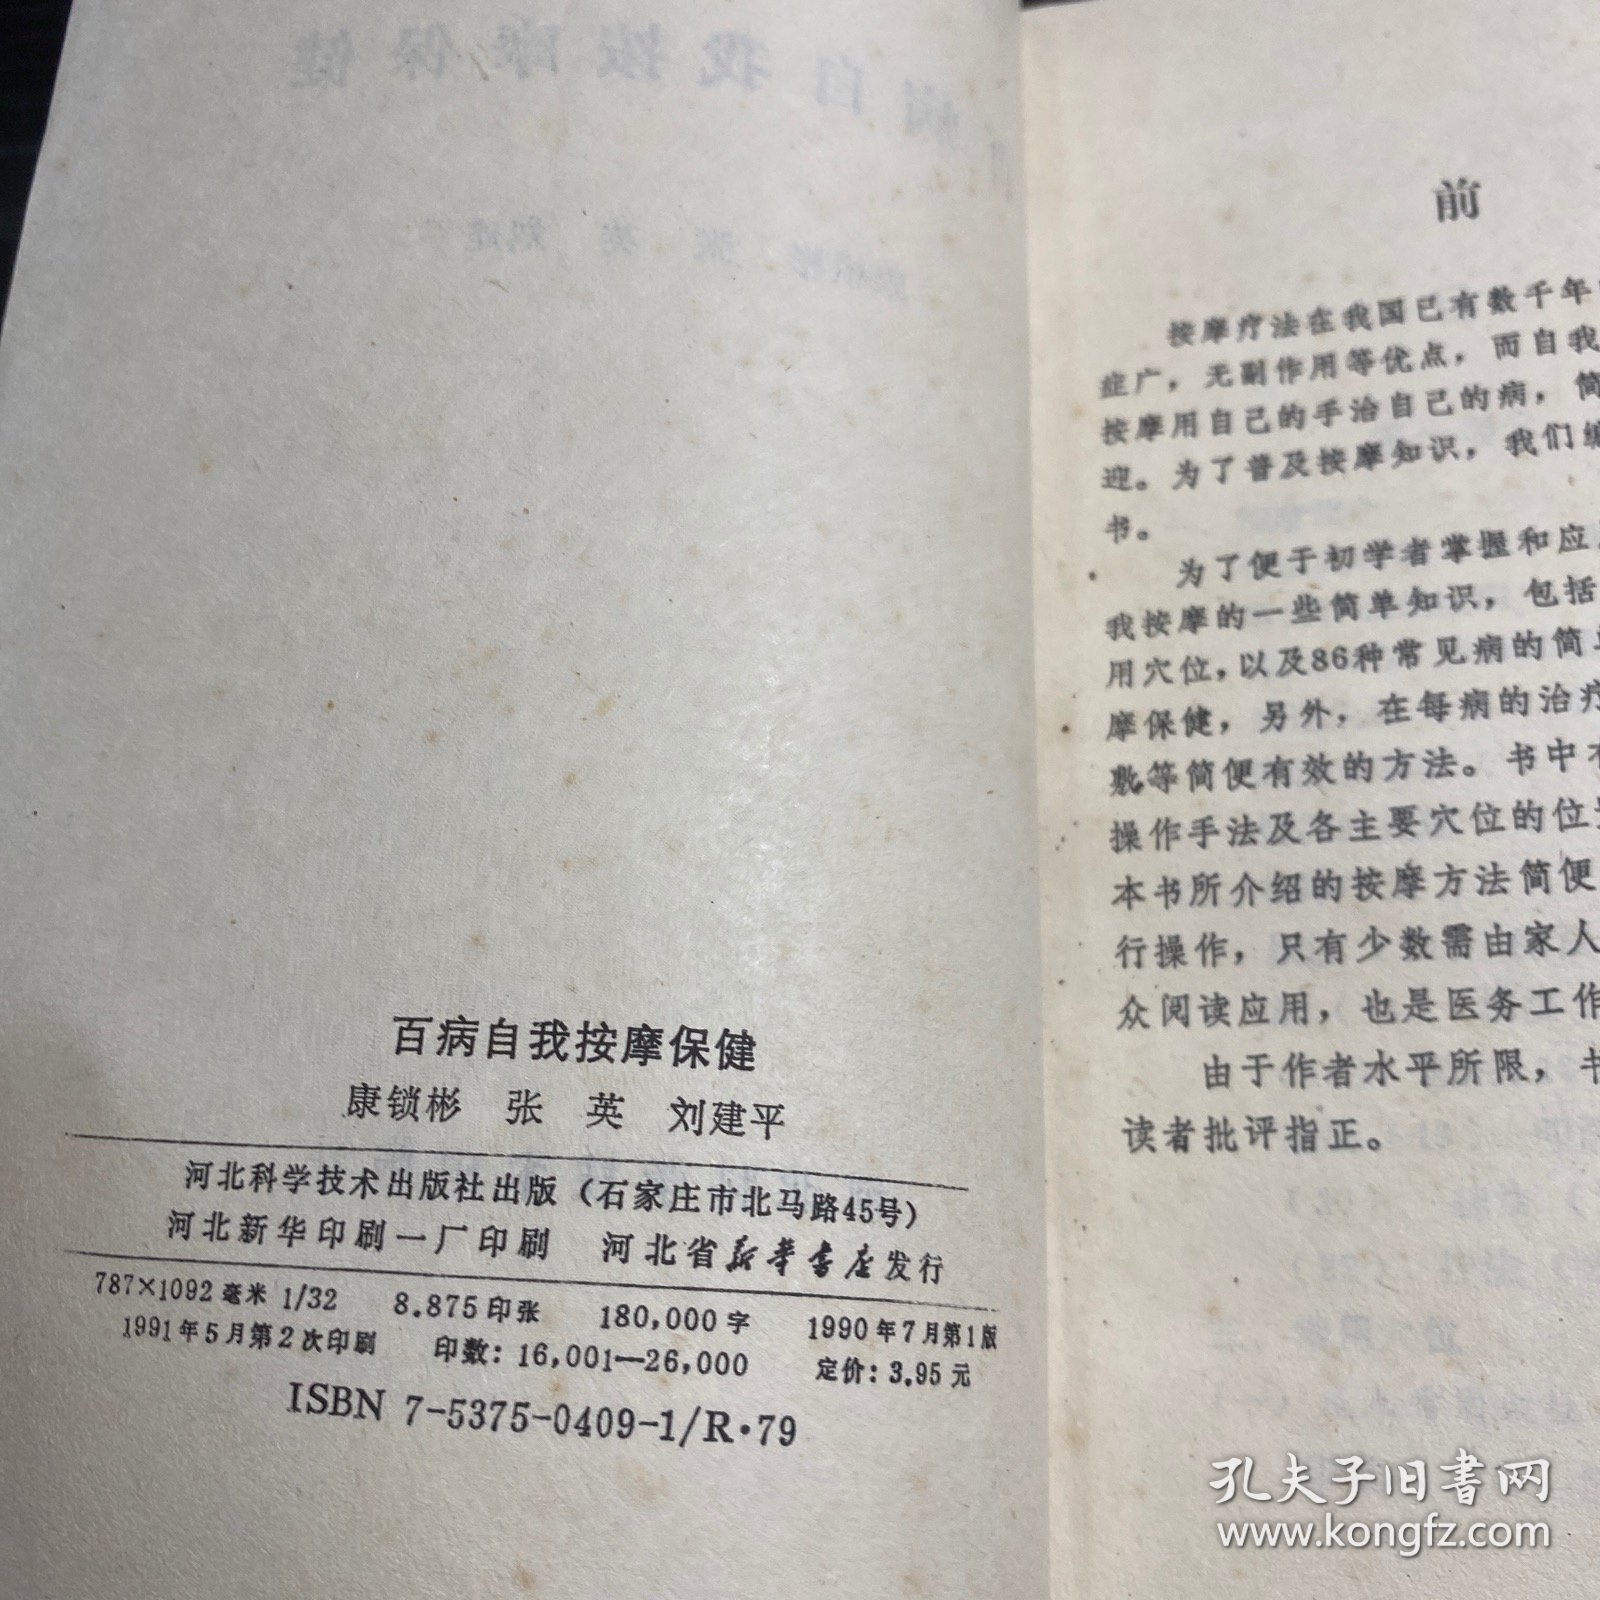 百病自我按摩保健
康锁彬 张 英 刘建平
河北科学技术出版社出版（石家庄市北马路45号）
河北新华印刷一厂印刷 河北省新华书店发行
787×1092毫米 1/32 8.875印张 180,000字 1990年7月第1版
1991年5月第2次印刷 印数：16,001—26,000 定价：3.95元
ISBN 7-5375-0409-1/R·79
前
按摩疗法在我国已有数千年
症广，无副作用等优点，而自我
按摩用自己的手治自己的病，简
迎。为了普及按摩知识，我们编
书。
为了便于初学者掌握和应
我按摩的一些简单知识，包括
用穴位，以及86种常见病的简单
摩保健，另外，在每病的治疗
敷等简便有效的方法。书中
操作手法及各主要穴位的位
本书所介绍的按摩方法简便
行操作，只有少数需由家人
众阅读应用，也是医务工作
由于作者水平所限，书
读者批评指正。
孔夫子旧书网
www.kongfz.com